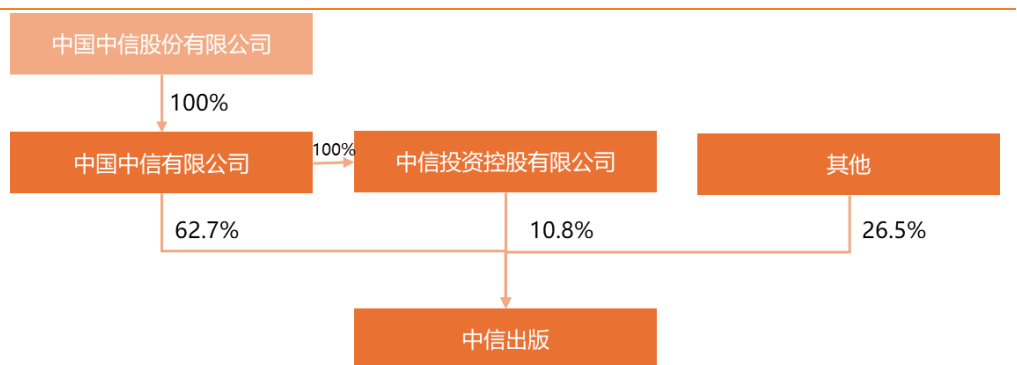 中国中信股份有限公司
100%
中国中信有限公司
100%
中信投资控股有限公司
其他
62.7%
10.8%
26.5%
中信出版